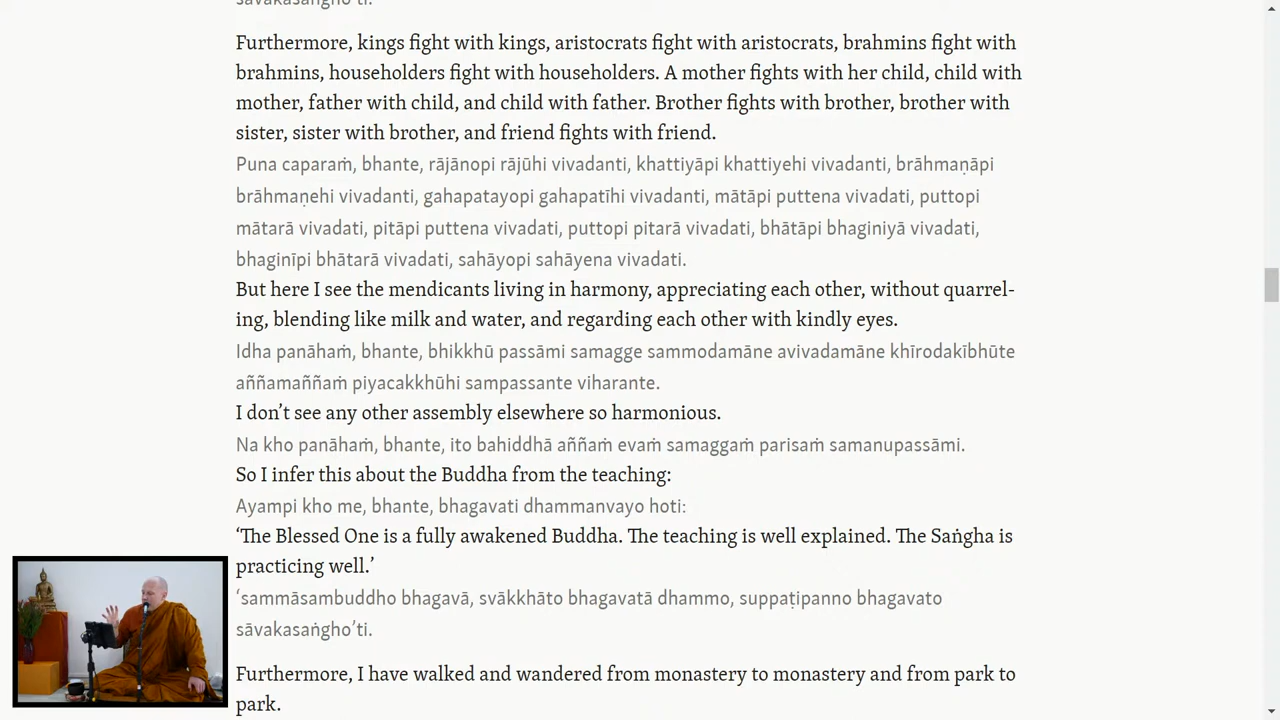 sāvakasaṅgho'ti.
Furthermore, kings fight with kings, aristocrats fight with aristocrats, brahmins fight with
brahmins, householders fight with householders. A mother fights with her child, child with
mother, father with child, and child with father. Brother fights with brother, brother with
sister, sister with brother, and friend fights with friend.
Puna caparaṁ, bhante, rājānopi rājūhi vivadanti, khattiyāpi khattiyehi vivadanti, brāhmaṇāpi
brāhmaṇehi vivadanti, gahapatayopi gahapatīhi vivadanti, mātāpi puttena vivadati, puttopi
mātarā vivadati, pitāpi puttena vivadati, puttopi pitarā vivadati, bhātāpi bhaginiyā vivadati,
bhaginīpi bhātarā vivadati, sahāyopi sahāyena vivadati.
But here I see the mendicants living in harmony, appreciating each other, without quarrel-
ing, blending like milk and water, and regarding each other with kindly eyes.
Idha panāhaṁ, bhante, bhikkhū passāmi samagge sammodamāne avivadamāne khīrodakībhūte
aññamaññaṁ piyacakkhūhi sampassante viharante.
I don’t see any other assembly elsewhere so harmonious.
Na kho panāhaṁ, bhante, ito bahiddhā aññaṁ evaṁ samaggaṁ parisaṁ samanupassāmi.
So I infer this about the Buddha from the teaching:
Ayampi kho me, bhante, bhagavati dhammanvayo hoti:
‘The Blessed One is a fully awakened Buddha. The teaching is well explained. The Saṅgha is
practicing well.’
‘sammāsambuddho bhagavā, svākkhāto bhagavatā dhammo, suppaṭipanno bhagavato
sāvakasaṅgho’ti.
Furthermore, I have walked and wandered from monastery to monastery and from park to
park.